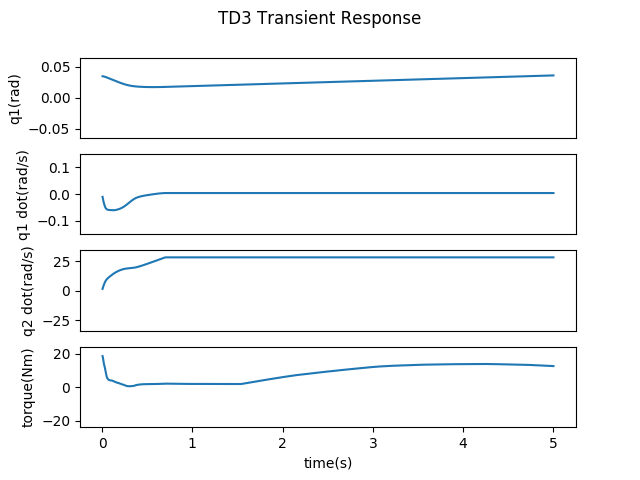 TD3 Transient Response
q1(rad)
0.05
0.00
−0.05
q1 dot(rad/s)
0.1
0.0
−0.1
q2 dot(rad/s)
25
0
−25
torque(Nm)
20
0
−20
0 1 2 3 4 5
time(s)